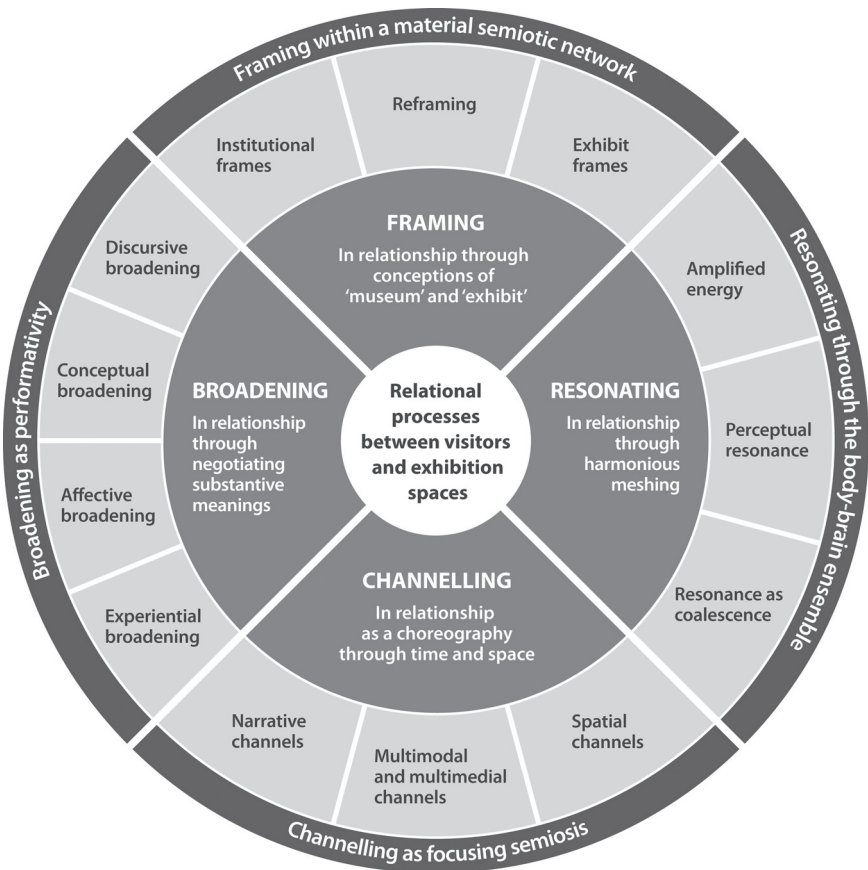 Framing within a material semiotic network
Institutional
frames
Reframing
Exhibit
frames
FRAMING
In relationship through
conceptions of
‘museum’ and ‘exhibit’
Resonating through the body-brain ensemble
Amplified
energy
Perceptual
resonance
Resonance as
coalescence
RESONATING
In relationship
through
harmonious
meshing
Channelling as focusing semiosis
Spatial
channels
Multimodal
and multimedial
channels
Narrative
channels
CHANNELLING
In relationship
as a choreography
through time and space
Broadening as performativity
Discursive
broadening
Conceptual
broadening
Affective
broadening
Experiential
broadening
BROADENING
In relationship
through
negotiating
substantive
meanings
Relational
processes
between visitors
and exhibition
spaces